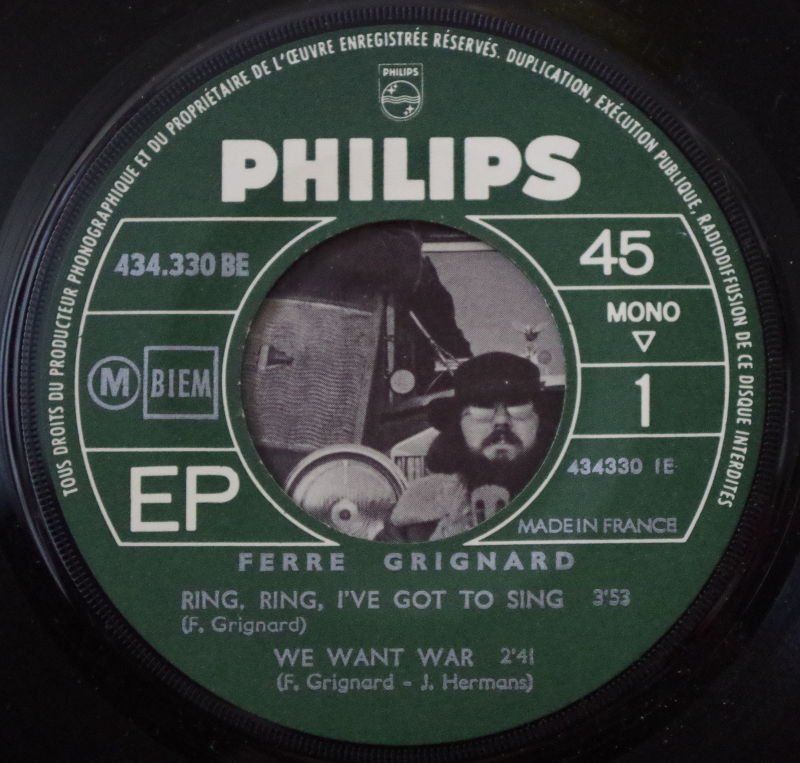 TOUS DROITS DU PRODUCTEUR PHONOGRAPHIQUE ET DU PROPRIÉTAIRE DE L'ŒUVRE ENREGISTRÉE RÉSERVÉS. DUPLICATION, EXÉCUTION PUBLIQUE, RADIODIFFUSION DE CE DISQUE INTERDITES
PHILIPS
PHILIPS
434.330 BE
45
MONO
M BIEM
1
EP
434330 1E
MADE IN FRANCE
FERRE GRIGNARD
RING, RING, I'VE GOT TO SING 3'53
(F. Grignard)
WE WANT WAR 2'41
(F. Grignard - J. Hermans)